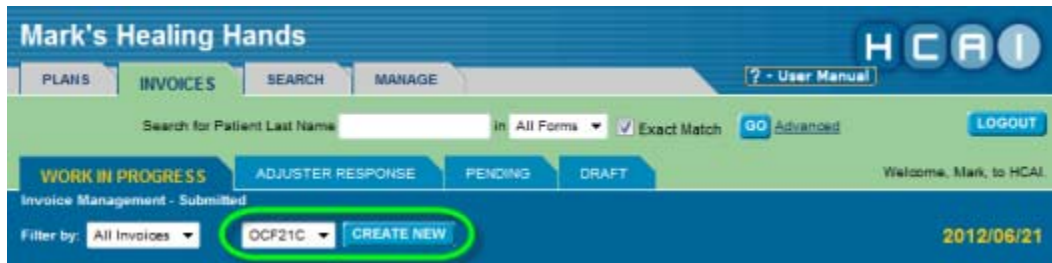 Mark's Healing Hands
HCAI
PLANS INVOICES SEARCH MANAGE ? - User Manual
Search for Patient Last Name in All Forms Exact Match GO Advanced LOGOUT
WORK IN PROGRESS ADJUSTER RESPONSE PENDING DRAFT Welcome, Mark, to HCAI.
Invoice Management - Submitted
Filter by: All Invoices OCF21C CREATE NEW 2012/06/21